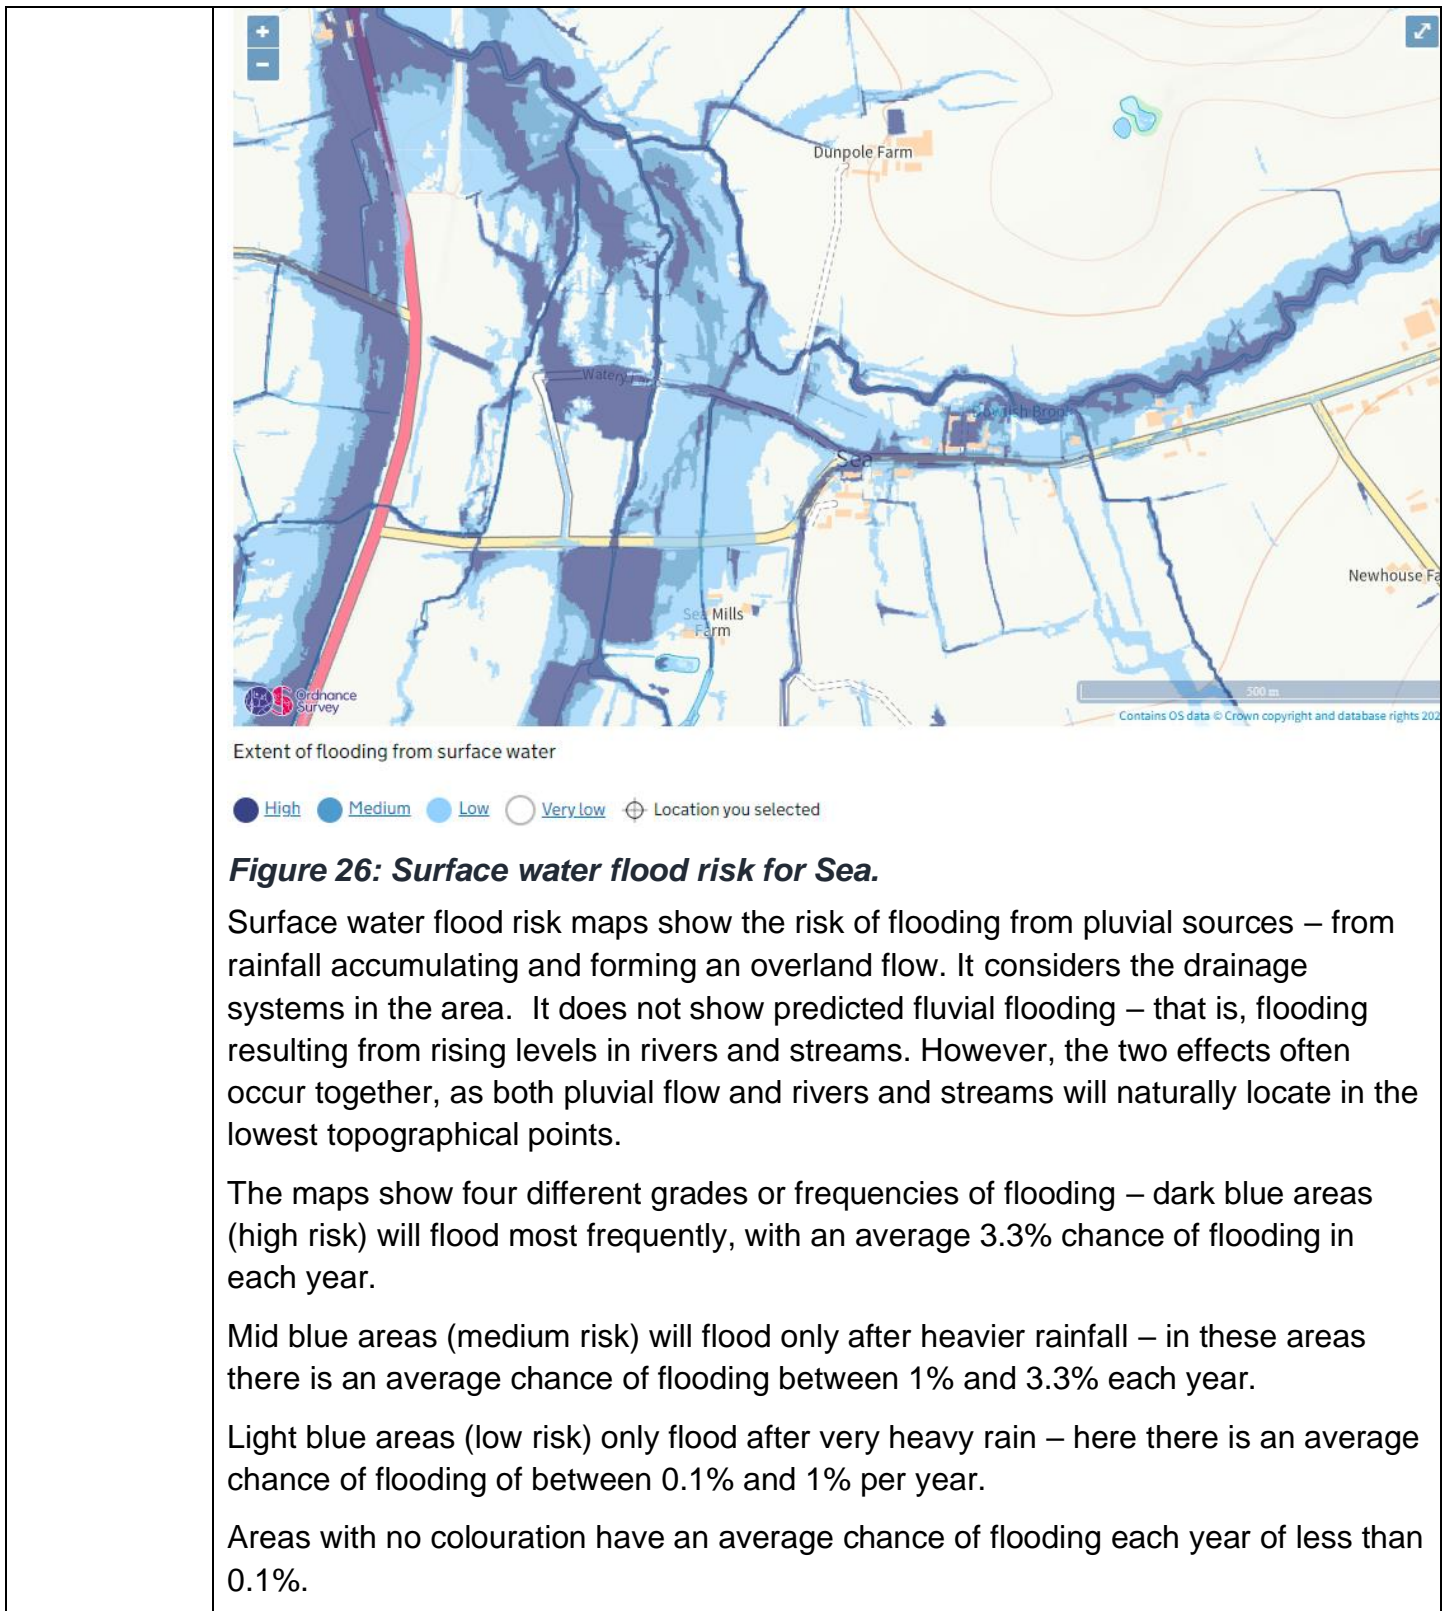 +
−
Dunpole Farm
Watery
Sea
Newhouse Fa
Sea Mills
Farm
Ordnance
Survey
500 m
Contains OS data © Crown copyright and database rights 202
Extent of flooding from surface water
High Medium Low Very low Location you selected
Figure 26: Surface water flood risk for Sea.
Surface water flood risk maps show the risk of flooding from pluvial sources – from
rainfall accumulating and forming an overland flow. It considers the drainage
systems in the area.  It does not show predicted fluvial flooding – that is, flooding
resulting from rising levels in rivers and streams. However, the two effects often
occur together, as both pluvial flow and rivers and streams will naturally locate in the
lowest topographical points.
The maps show four different grades or frequencies of flooding – dark blue areas
(high risk) will flood most frequently, with an average 3.3% chance of flooding in
each year.
Mid blue areas (medium risk) will flood only after heavier rainfall – in these areas
there is an average chance of flooding between 1% and 3.3% each year.
Light blue areas (low risk) only flood after very heavy rain – here there is an average
chance of flooding of between 0.1% and 1% per year.
Areas with no colouration have an average chance of flooding each year of less than
0.1%.